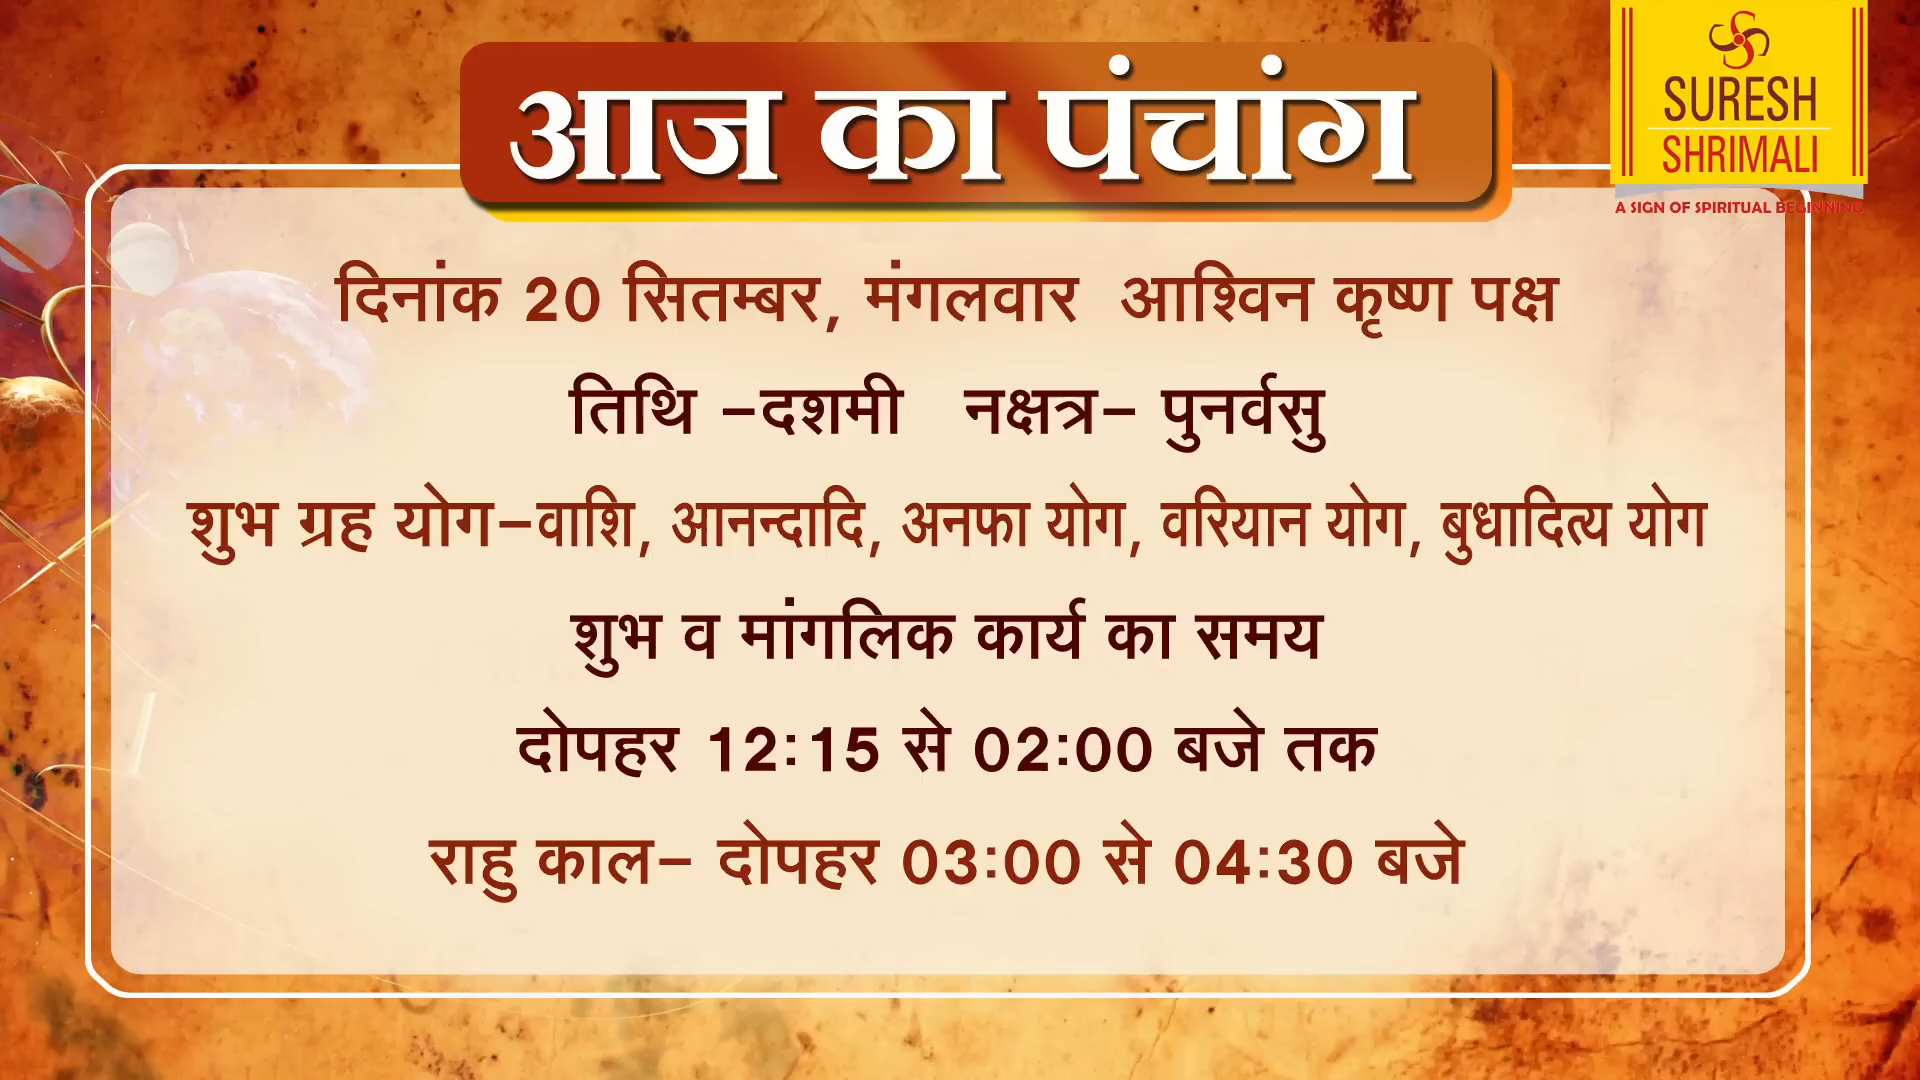 आज का पंचांग
SURESH
SHRIMALI
A SIGN OF SPIRITUAL BEGINNING
दिनांक 20 सितम्बर, मंगलवार आश्विन कृष्ण पक्ष
तिथि -दशमी नक्षत्र- पुनर्वसु
शुभ ग्रह योग-वाशि, आनन्दादि, अनफा योग, वरियान योग, बुधादित्य योग
शुभ व मांगलिक कार्य का समय
दोपहर 12:15 से 02:00 बजे तक
राहु काल- दोपहर 03:00 से 04:30 बजे